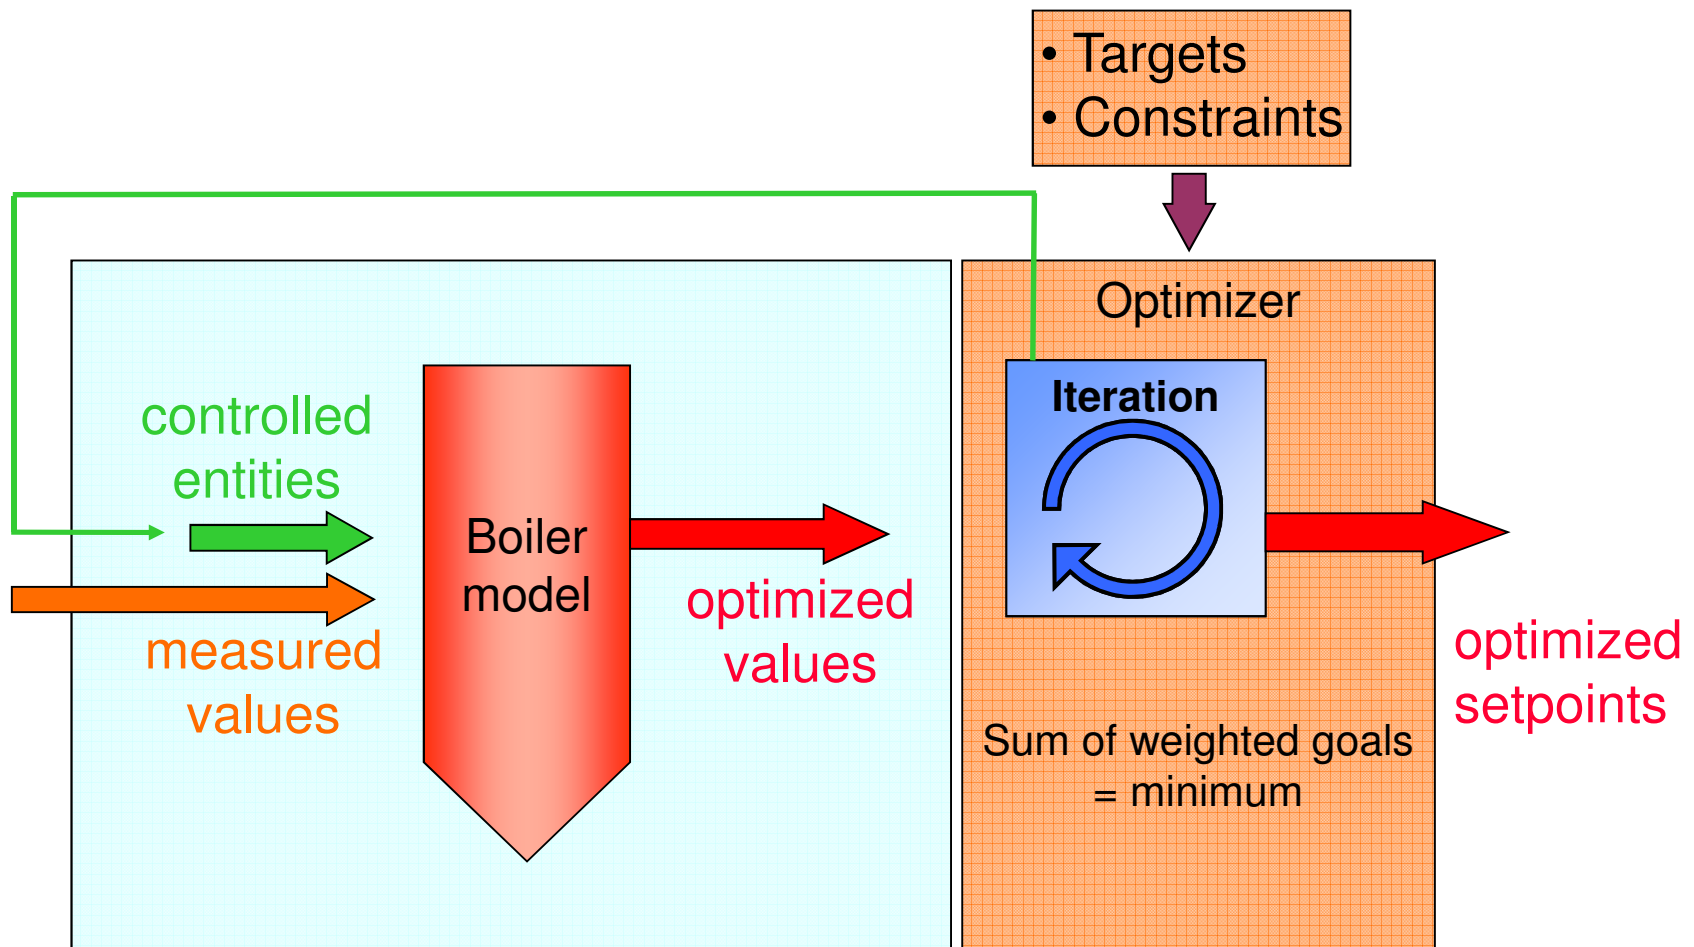 • Targets
• Constraints
Optimizer
Iteration
controlled
entities
Boiler
model
measured
values
optimized
values
optimized
setpoints
Sum of weighted goals
= minimum